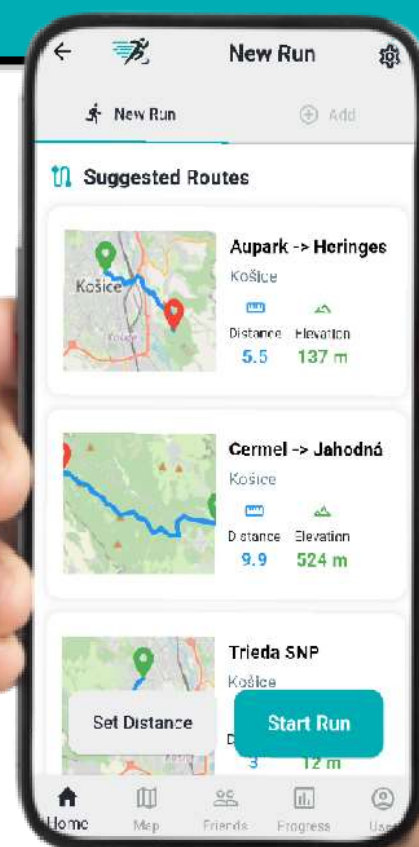 New Run
New Run
Add
Suggested Routes
Košice
Aupark -> Heringes
Košice
Distance Elevation
5.5 137 m
Cermel -> Jahodná
Košice
Distance Elevation
9.9 524 m
Trieda SNP
Košice
3 12 m
Set Distance
Start Run
Home Map Friends Progress User